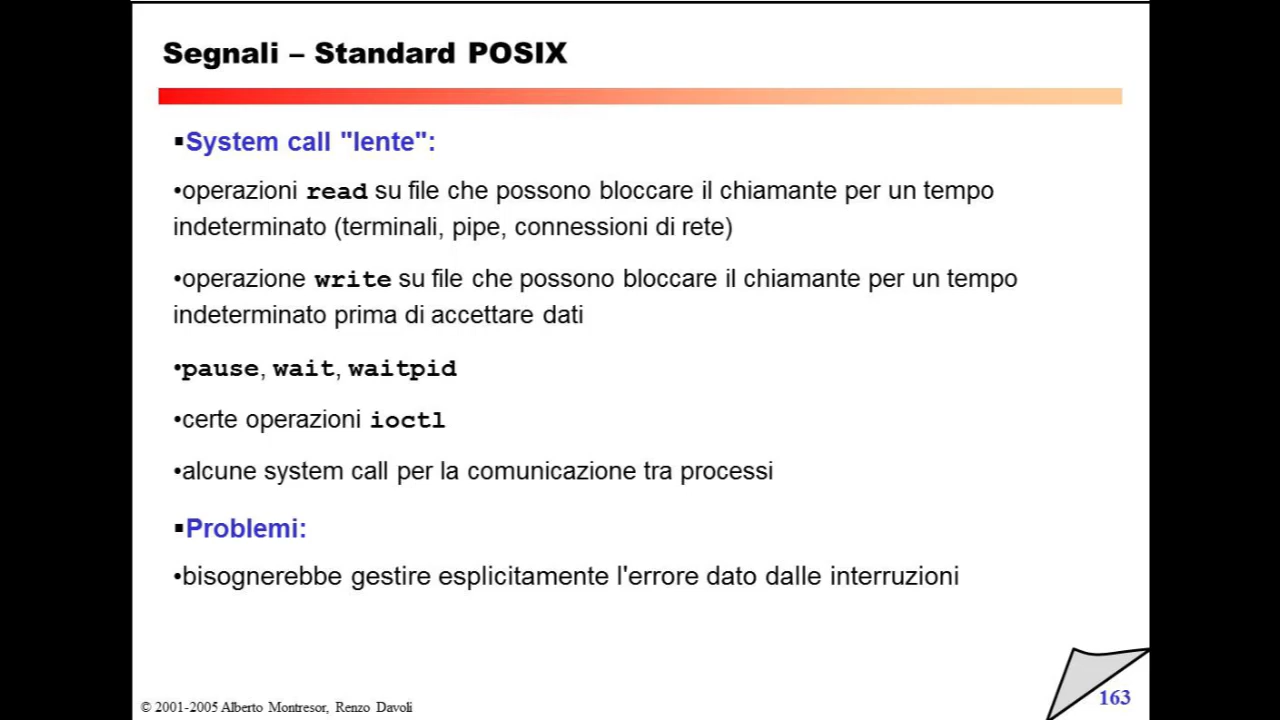 Segnali – Standard POSIX
▪System call "lente":
•operazioni read su file che possono bloccare il chiamante per un tempo
indeterminato (terminali, pipe, connessioni di rete)
•operazione write su file che possono bloccare il chiamante per un tempo
indeterminato prima di accettare dati
•pause, wait, waitpid
•certe operazioni ioctl
•alcune system call per la comunicazione tra processi
▪Problemi:
•bisognerebbe gestire esplicitamente l'errore dato dalle interruzioni
© 2001-2005 Alberto Montresor, Renzo Davoli
163